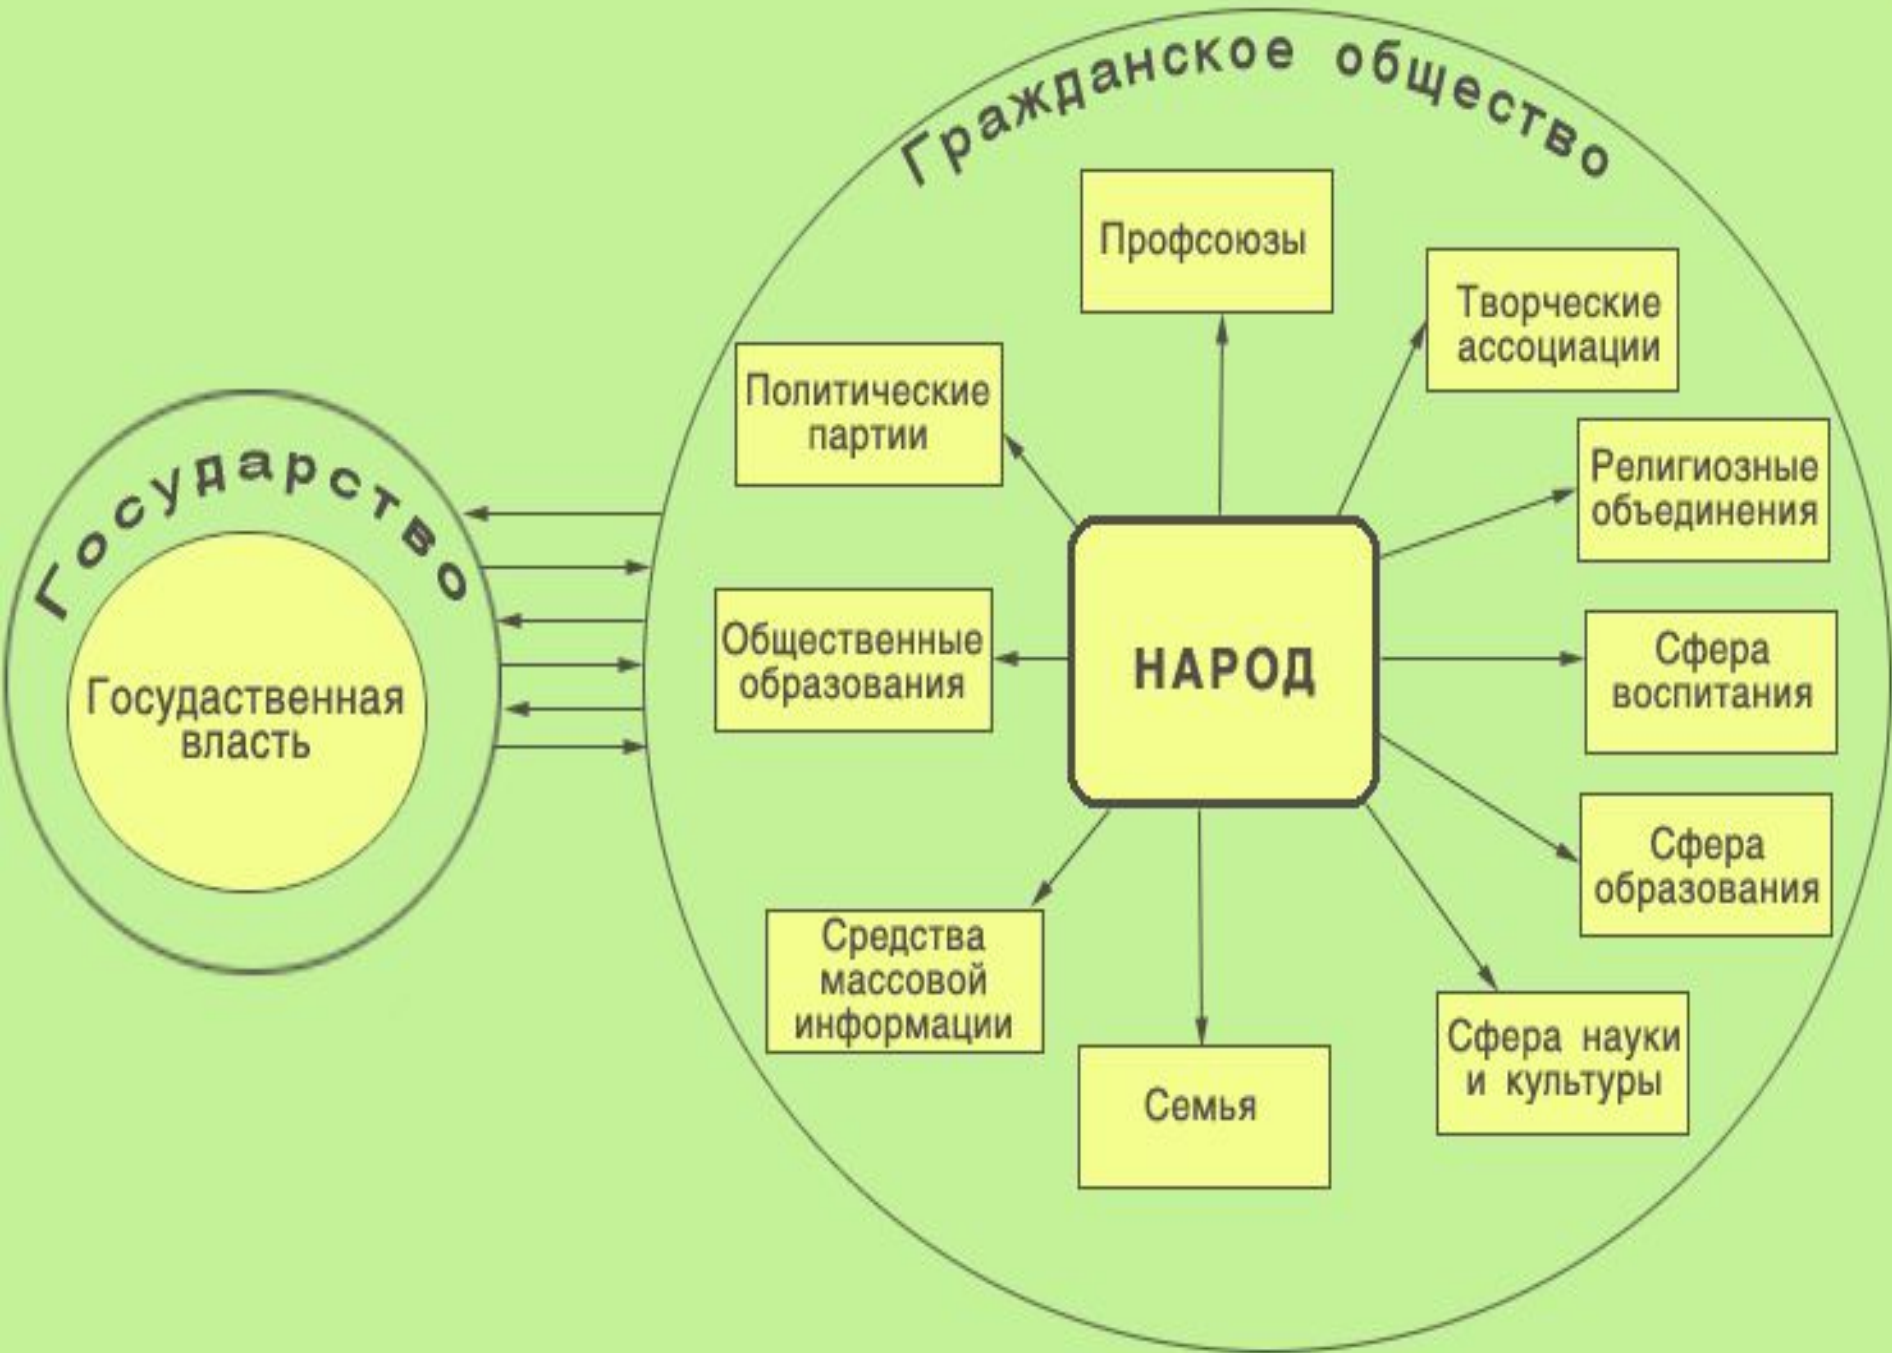 Гражданское общество
Профсоюзы
Творческие
ассоциации
Политические
партии
Религиозные
объединения
Государство
Государственная
власть
Общественные
образования
НАРОД
Сфера
воспитания
Сфера
образования
Средства
массовой
информации
Семья
Сфера науки
и культуры